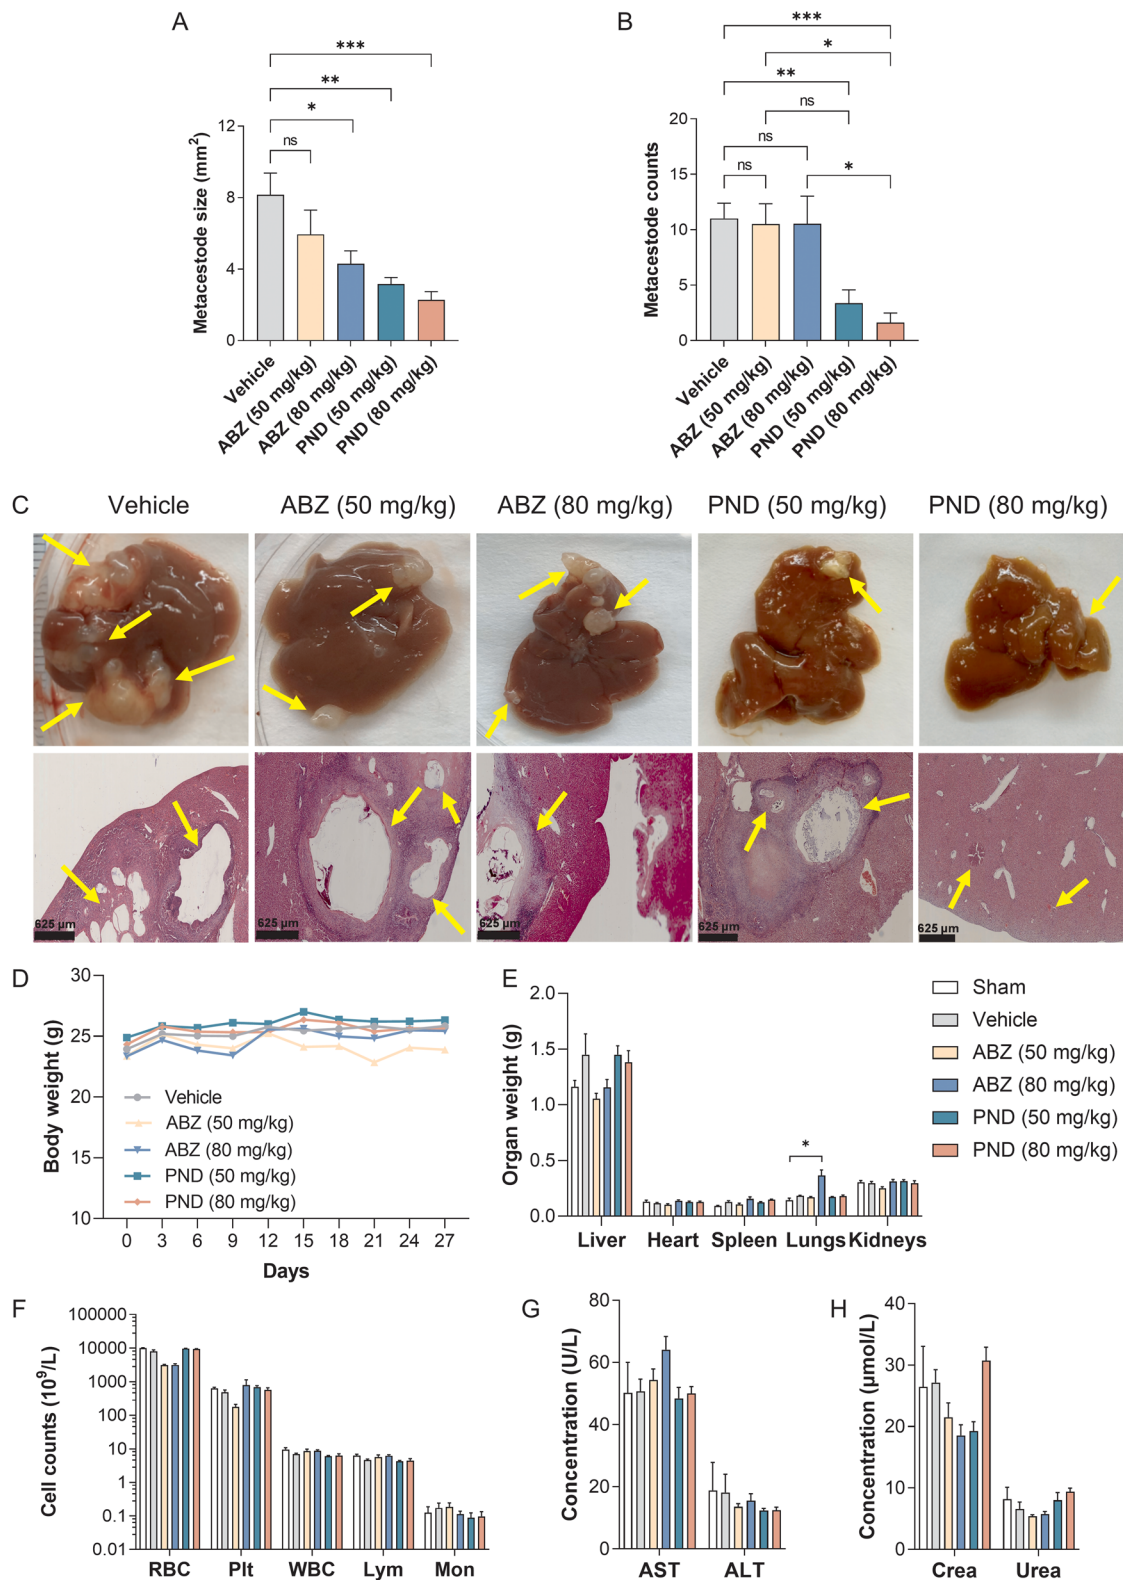 A
B
***
**
*
ns
***
*
**
ns
ns
ns
*
Metacestode size (mm²)
12
8
4
0
Vehicle
ABZ (50 mg/kg)
ABZ (80 mg/kg)
PND (50 mg/kg)
PND (80 mg/kg)
Metacestode counts
20
15
10
5
0
Vehicle
ABZ (50 mg/kg)
ABZ (80 mg/kg)
PND (50 mg/kg)
PND (80 mg/kg)
C
Vehicle
ABZ (50 mg/kg)
ABZ (80 mg/kg)
PND (50 mg/kg)
PND (80 mg/kg)
625 µm
625 µm
625 µm
625 µm
625 µm
D
Body weight (g)
30
25
20
15
10
Vehicle
ABZ (50 mg/kg)
ABZ (80 mg/kg)
PND (50 mg/kg)
PND (80 mg/kg)
0 3 6 9 12 15 18 21 24 27
Days
E
Organ weight (g)
2.0
1.5
1.0
0.5
0.0
*
Liver Heart Spleen Lungs Kidneys
Sham
Vehicle
ABZ (50 mg/kg)
ABZ (80 mg/kg)
PND (50 mg/kg)
PND (80 mg/kg)
F
Cell counts (10⁹/L)
100000
10000
1000
100
10
1
0.1
0.01
RBC Plt WBC Lym Mon
G
Concentration (U/L)
80
60
40
20
0
AST ALT
H
Concentration (µmol/L)
40
30
20
10
0
Crea Urea